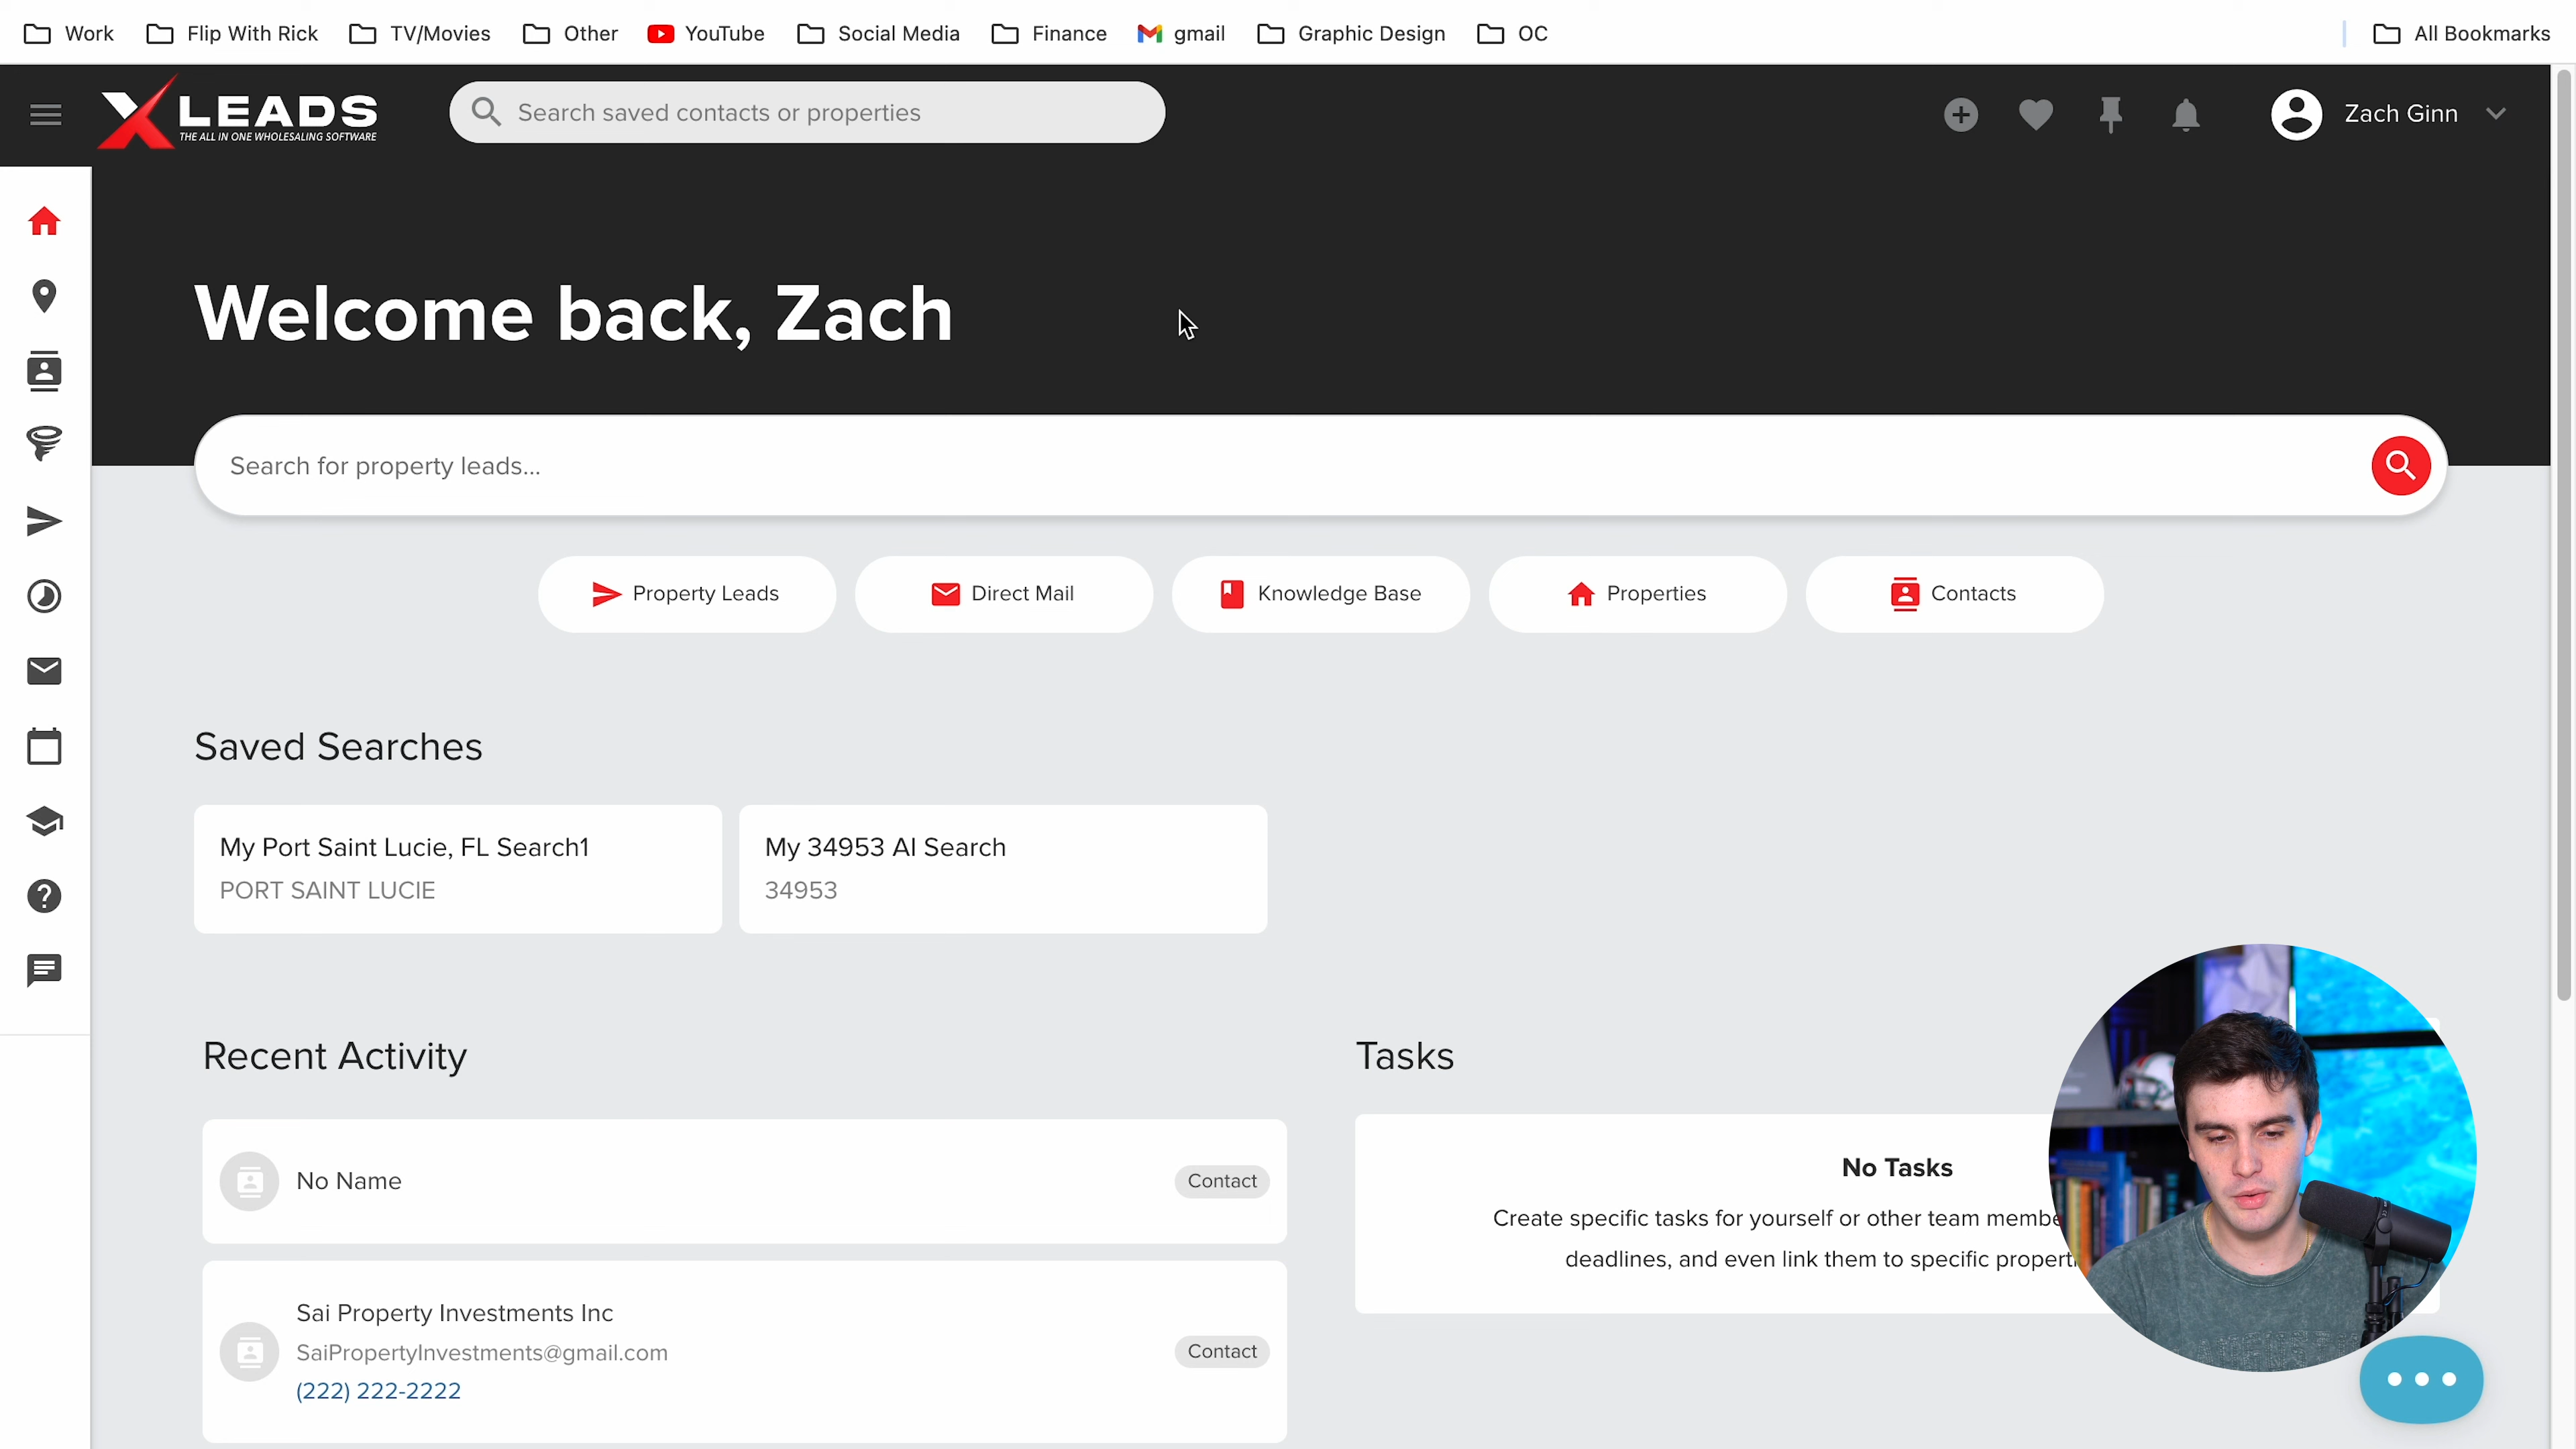 Work Flip With Rick TV/Movies Other YouTube Social Media Finance gmail Graphic Design OC All Bookmarks
XLEADS
THE ALL IN ONE WHOLESALING SOFTWARE
Search saved contacts or properties
Zach Ginn
Welcome back, Zach
Search for property leads...
Property Leads Direct Mail Knowledge Base Properties Contacts
Saved Searches
My Port Saint Lucie, FL Search1
PORT SAINT LUCIE
My 34953 AI Search
34953
Recent Activity
No Name
Contact
Sai Property Investments Inc
SaiPropertyInvestments@gmail.com
(222) 222-2222
Contact
Tasks
No Tasks
Create specific tasks for yourself or other team
deadlines, and even link them to specific